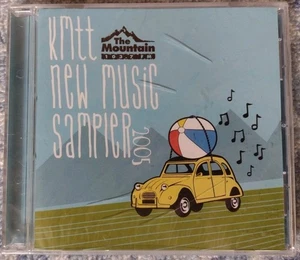 KMTT
The Mountain
103.7 FM
new music
sampler
2005